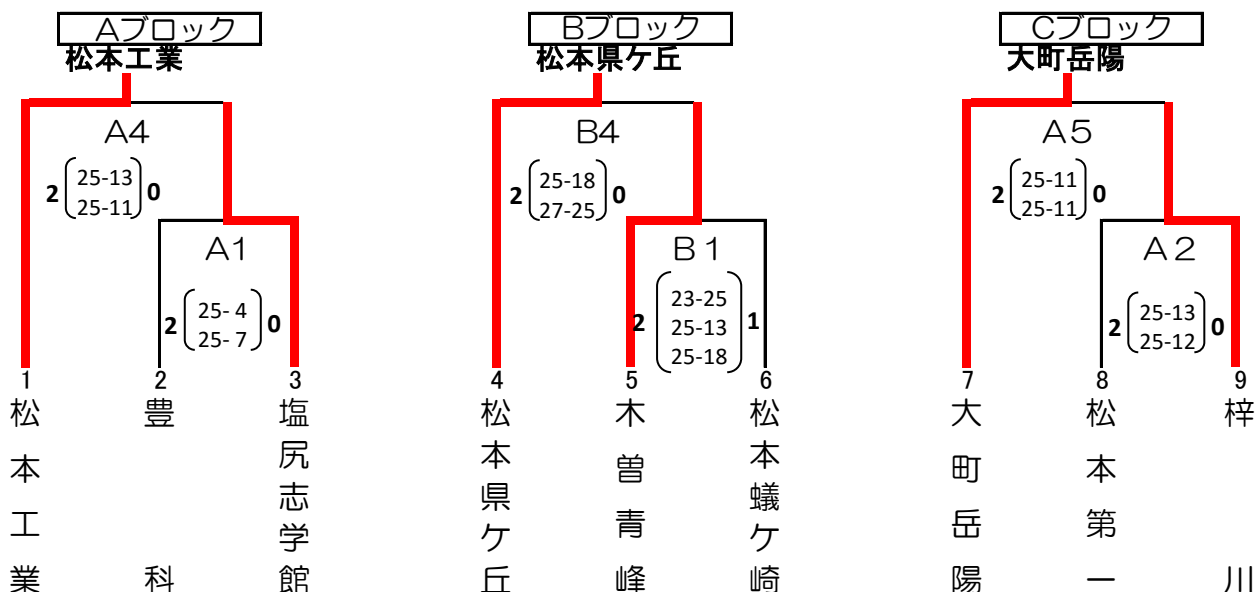 Aブロック
松本工業
A4
2 25-13 0
25-11
A1
2 25- 4 0
25- 7
1
松本工業
2
豊科
3
塩尻志学館
Bブロック
松本県ケ丘
B4
2 25-18 0
27-25
B1
23-25
2 25-13 1
25-18
4
松本県ケ丘
5
木曽青峰
6
松本蟻ケ崎
Cブロック
大町岳陽
A5
2 25-11 0
25-11
A2
2 25-13 0
25-12
7
大町岳陽
8
松本第一
9
梓川